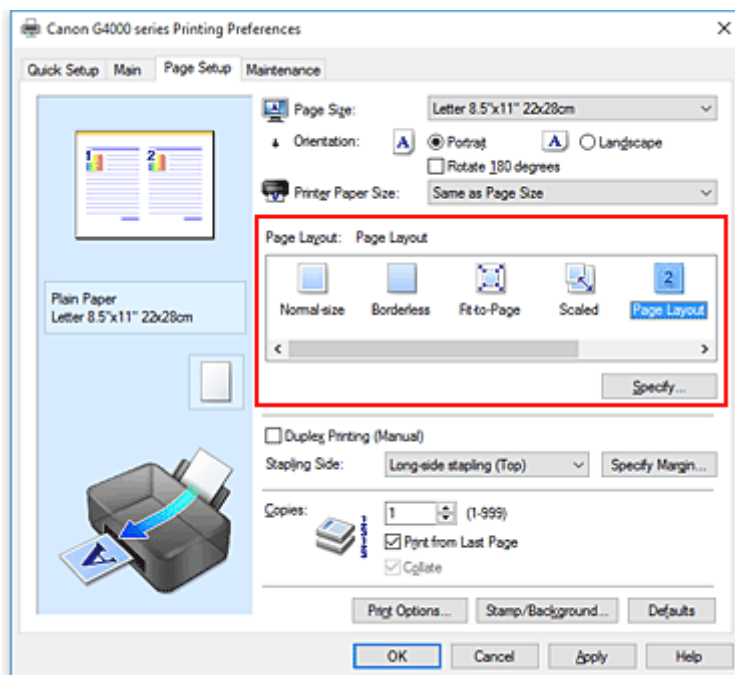 Canon G4000 series Printing Preferences
Quick Setup Main Page Setup Maintenance
1 2
Page Size: Letter 8.5"x11" 22x28cm
Orientation: A Portrait A Landscape
Rotate 180 degrees
Printer Paper Size: Same as Page Size
Page Layout: Page Layout
2
Normal-size Borderless Fit-to-Page Scaled Page Layout
Plain Paper
Letter 8.5"x11" 22x28cm
Specify...
Duplex Printing (Manual)
Stapling Side: Long-side stapling (Top) Specify Margin...
Copies: 1 (1-999)
Print from Last Page
Collate
A
Print Options... Stamp/Background... Defaults
OK Cancel Apply Help